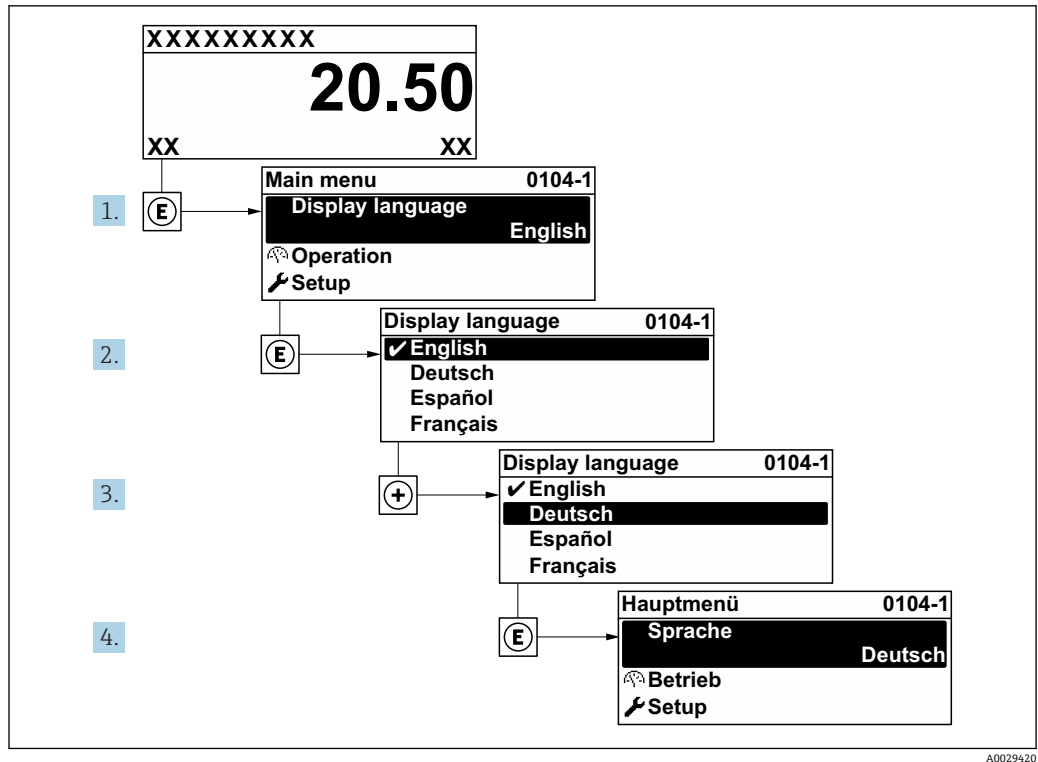 XXXXXXXXX
20.50
XX XX
Main menu 0104-1
1. E Display language
English
Operation
Setup
Display language 0104-1
2. E ✔English
Deutsch
Español
Français
Display language 0104-1
3. + ✔English
Deutsch
Español
Français
Hauptmenü 0104-1
4. E Sprache
Deutsch
Betrieb
Setup
A0029420